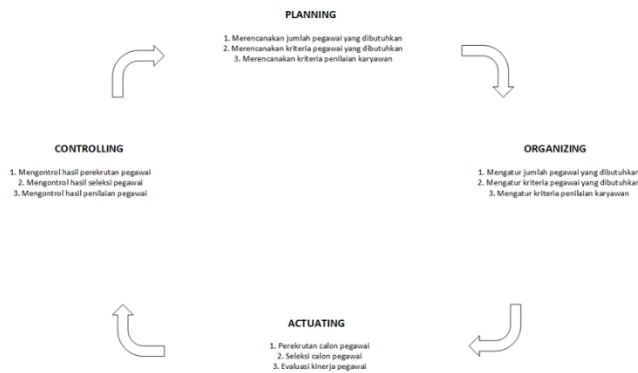 PLANNING
1. Merencanakan jumlah pegawai yang dibutuhkan
2. Merencanakan kriteria pegawai yang dibutuhkan
3. Merencanakan kriteria penilaian karyawan
CONTROLLING
1. Mengontrol hasil perekrutan pegawai
2. Mengontrol hasil seleksi pegawai
3. Mengontrol hasil penilaian pegawai
ORGANIZING
1. Mengatur jumlah pegawai yang dibutuhkan
2. Mengatur kriteria pegawai yang dibutuhkan
3. Mengatur kriteria penilaian karyawan
ACTUATING
1. Perekrutan calon pegawai
2. Seleksi calon pegawai
3. Evaluasi kinerja pegawai